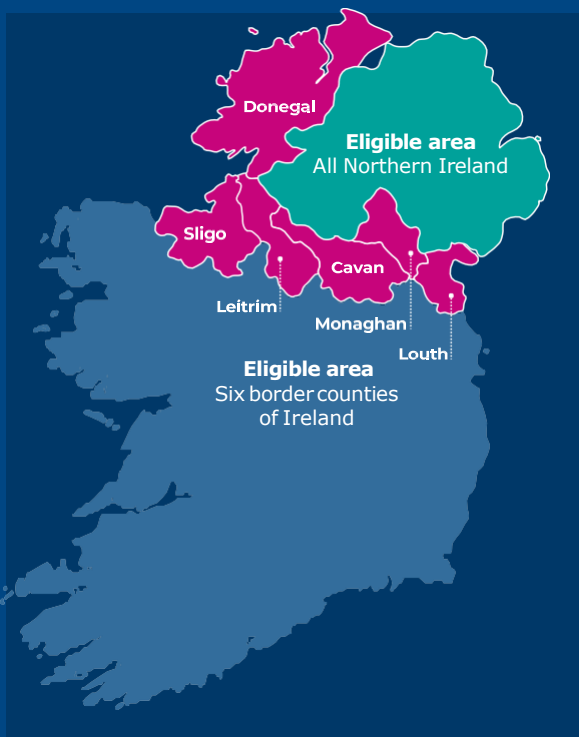 Donegal
Eligible area
All Northern Ireland
Sligo
Cavan
Leitrim
Monaghan
Louth
Eligible area
Six border counties
of Ireland